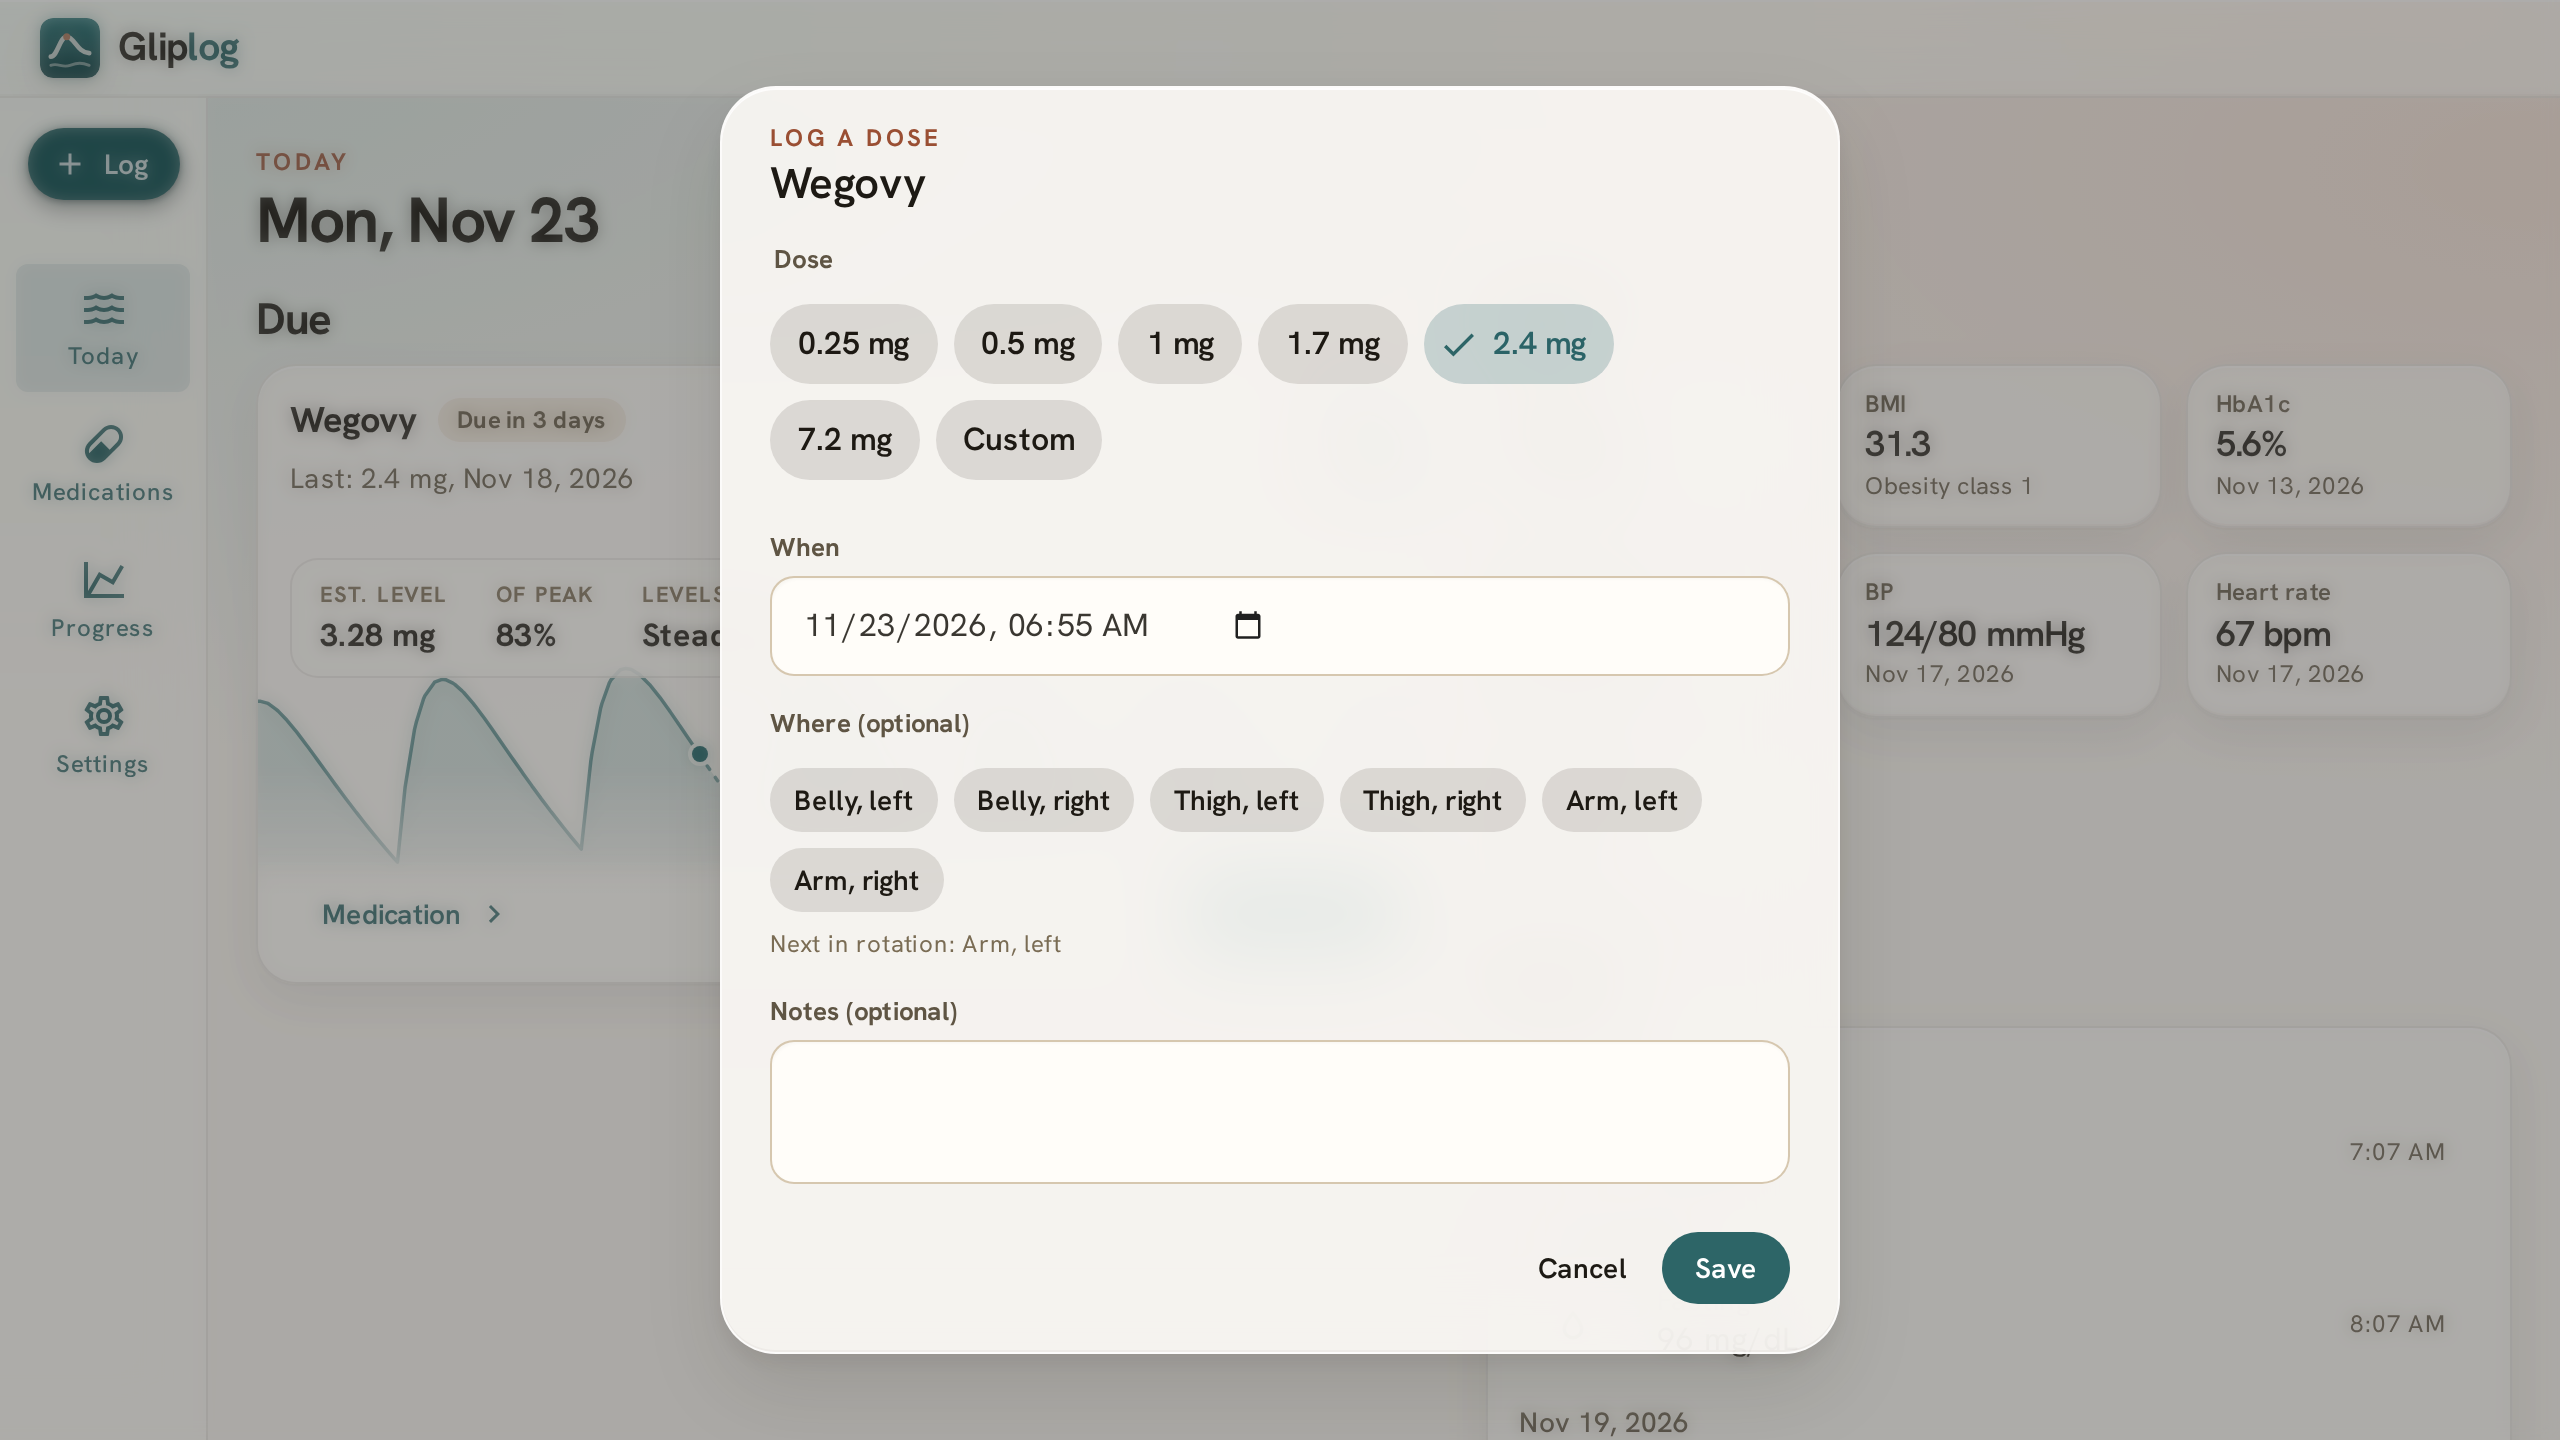 Gliplog
Log
Today
Medications
Progress
Settings
TODAY
Mon, Nov 23
Due
Wegovy
Due in 3 days
Last: 2.4 mg, Nov 18, 2026
EST. LEVEL
3.28 mg
OF PEAK
83%
Medication
LOG A DOSE
Wegovy
Dose
0.25 mg
0.5 mg
1 mg
1.7 mg
2.4 mg
7.2 mg
Custom
When
11/23/2026, 06:55 AM
Where (optional)
Belly, left
Belly, right
Thigh, left
Thigh, right
Arm, left
Arm, right
Next in rotation: Arm, left
Notes (optional)
Cancel
Save
BMI
31.3
Obesity class 1
HbA1c
5.6%
Nov 13, 2026
BP
124/80 mmHg
Nov 17, 2026
Heart rate
67 bpm
Nov 17, 2026
7:07 AM
96 mg/dL
8:07 AM
Nov 19, 2026